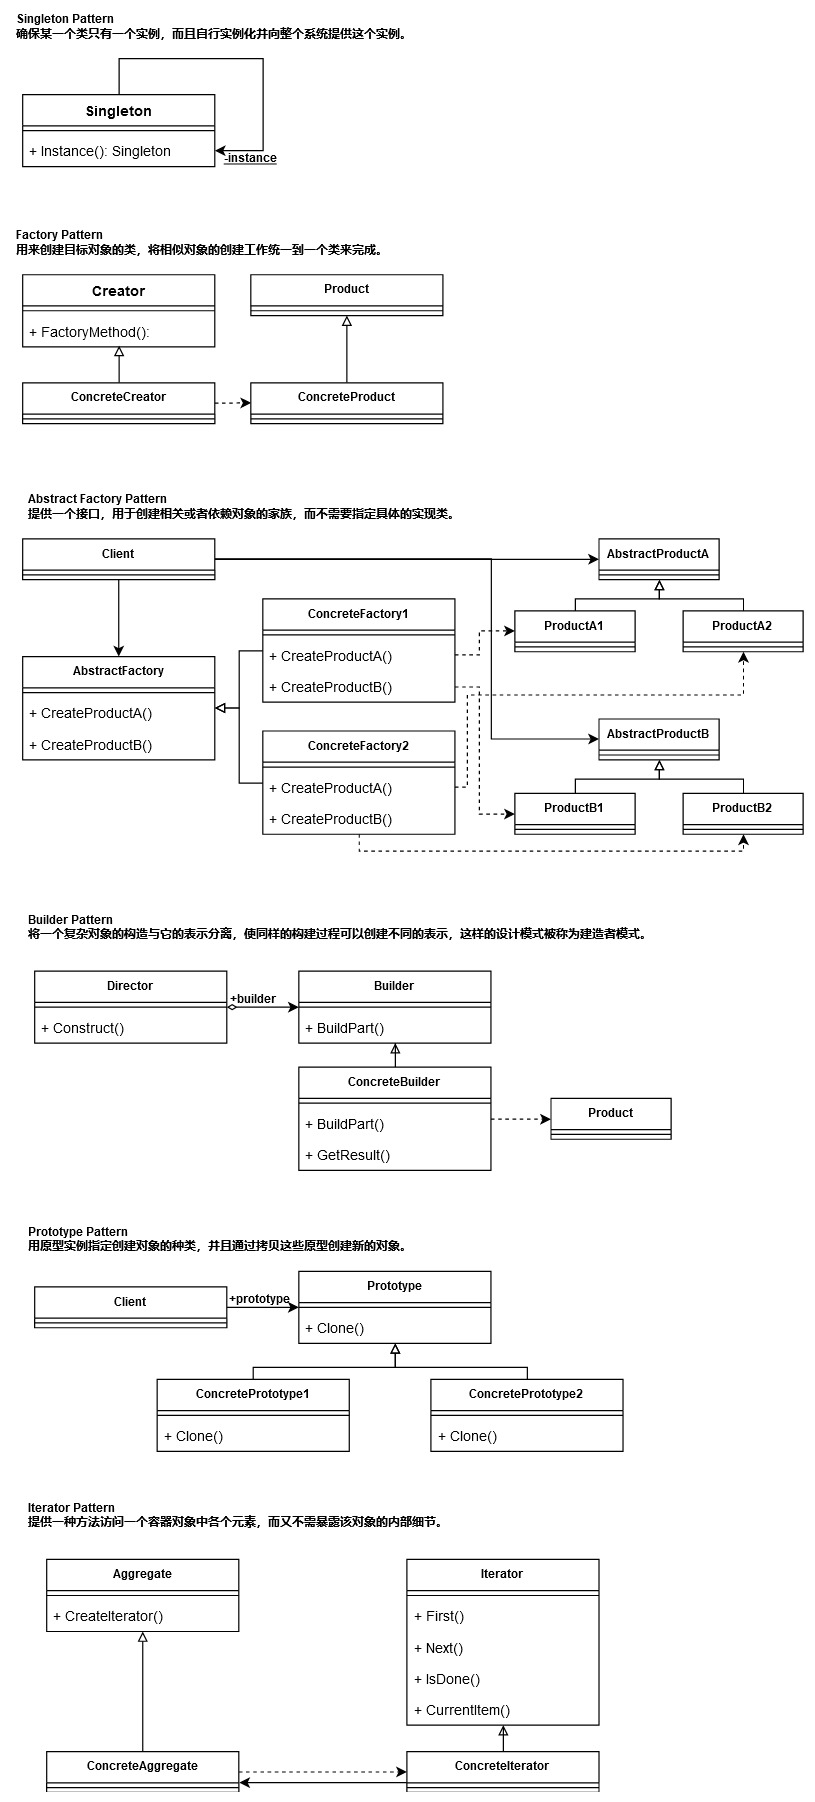 Singleton Pattern
确保某一个类只有一个实例，而且自行实例化并向整个系统提供这个实例。
Singleton
+ Instance(): Singleton
-instance
Factory Pattern
用来创建目标对象的类，将相似对象的创建工作统一到一个类来完成。
Creator
Product
+ FactoryMethod():
ConcreteCreator
ConcreteProduct
Abstract Factory Pattern
提供一个接口，用于创建相关或者依赖对象的家族，而不需要指定具体的实现类。
Client
AbstractProductA
ConcreteFactory1
ProductA1
ProductA2
+ CreateProductA()
+ CreateProductB()
AbstractFactory
+ CreateProductA()
+ CreateProductB()
AbstractProductB
ConcreteFactory2
+ CreateProductA()
+ CreateProductB()
ProductB1
ProductB2
Builder Pattern
将一个复杂对象的构造与它的表示分离，使同样的构建过程可以创建不同的表示，这样的设计模式被称为建造者模式。
Director
+builder
Builder
+ Construct()
+ BuildPart()
ConcreteBuilder
+ BuildPart()
+ GetResult()
Product
Prototype Pattern
用原型实例指定创建对象的种类，并且通过拷贝这些原型创建新的对象。
Client
+prototype
Prototype
+ Clone()
ConcretePrototype1
+ Clone()
ConcretePrototype2
+ Clone()
Iterator Pattern
提供一种方法访问一个容器对象中各个元素，而又不需暴露该对象的内部细节。
Aggregate
+ CreateIterator()
Iterator
+ First()
+ Next()
+ IsDone()
+ CurrentItem()
ConcreteAggregate
ConcreteIterator